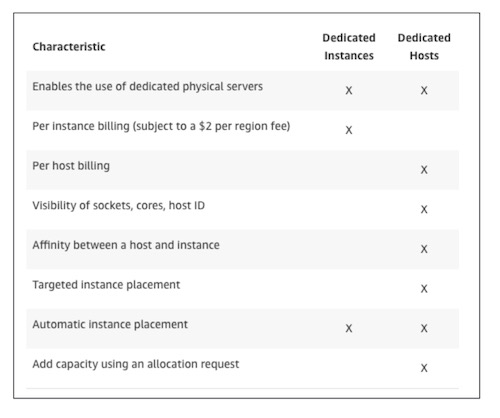 Characteristic Dedicated Instances Dedicated Hosts
Enables the use of dedicated physical servers X X
Per instance billing (subject to a $2 per region fee) X
Per host billing X
Visibility of sockets, cores, host ID X
Affinity between a host and instance X
Targeted instance placement X
Automatic instance placement X X
Add capacity using an allocation request X